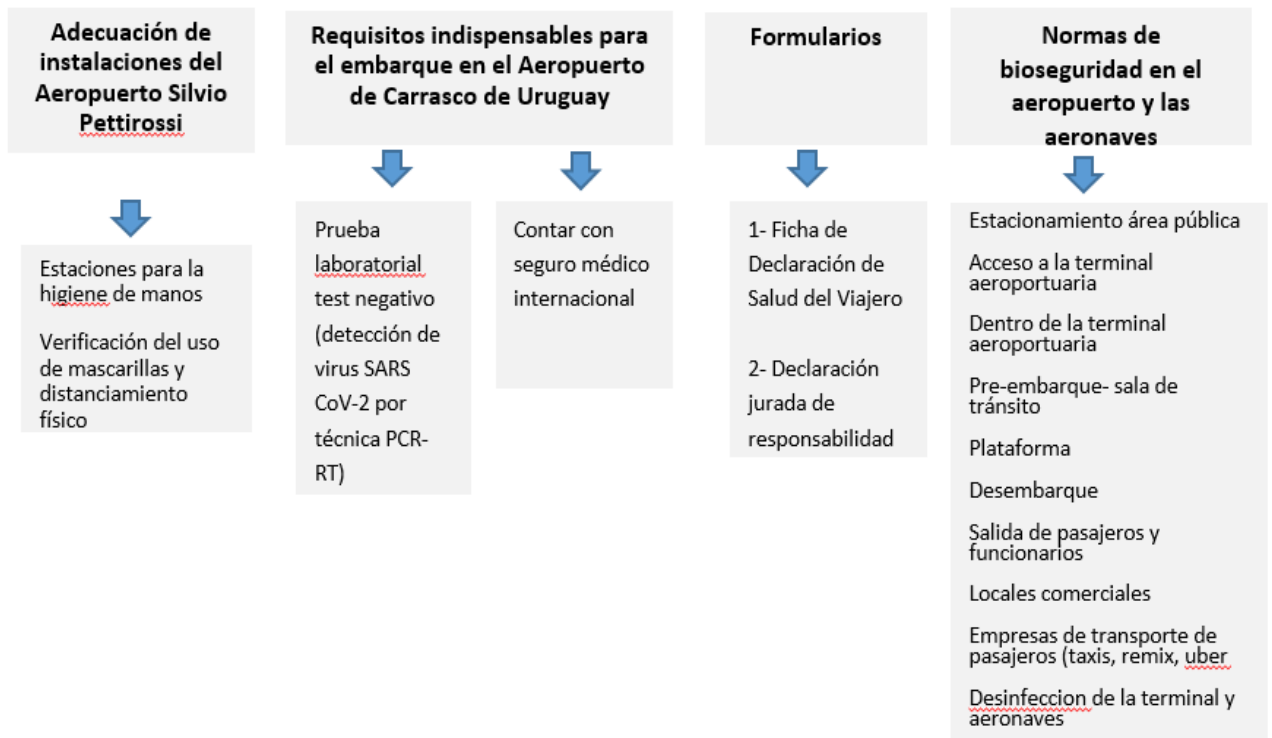 Adecuación de
instalaciones del
Aeropuerto Silvio
Pettirossi
Estaciones para la
higiene de manos
Verificación del uso
de mascarillas y
distanciamiento
físico
Requisitos indispensables para
el embarque en el Aeropuerto
de Carrasco de Uruguay
Prueba
laboratorial
test negativo
(detección de
virus SARS
CoV-2 por
técnica PCR-
RT)
Contar con
seguro médico
internacional
Formularios
1- Ficha de
Declaración de
Salud del Viajero
2- Declaración
jurada de
responsabilidad
Normas de
bioseguridad en el
aeropuerto y las
aeronaves
Estacionamiento área pública
Acceso a la terminal
aeroportuaria
Dentro de la terminal
aeroportuaria
Pre-embarque- sala de
tránsito
Plataforma
Desembarque
Salida de pasajeros y
funcionarios
Locales comerciales
Empresas de transporte de
pasajeros (taxis, remix, uber
Desinfeccion de la terminal y
aeronaves